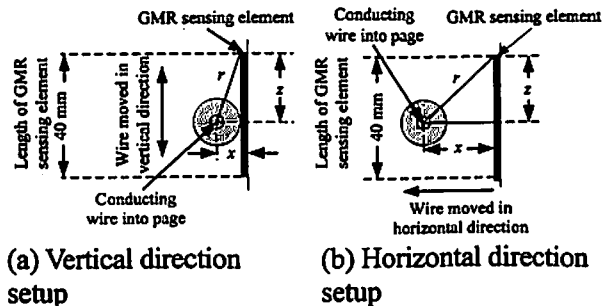 GMR sensing element
Length of GMR
sensing element
40 mm
Wire moved in
vertical direction
r
z
x
Conducting
wire into page
(a) Vertical direction
setup
Conducting
wire into page
GMR sensing element
Length of GMR
sensing element
40 mm
r
z
x
Wire moved in
horizontal direction
(b) Horizontal direction
setup